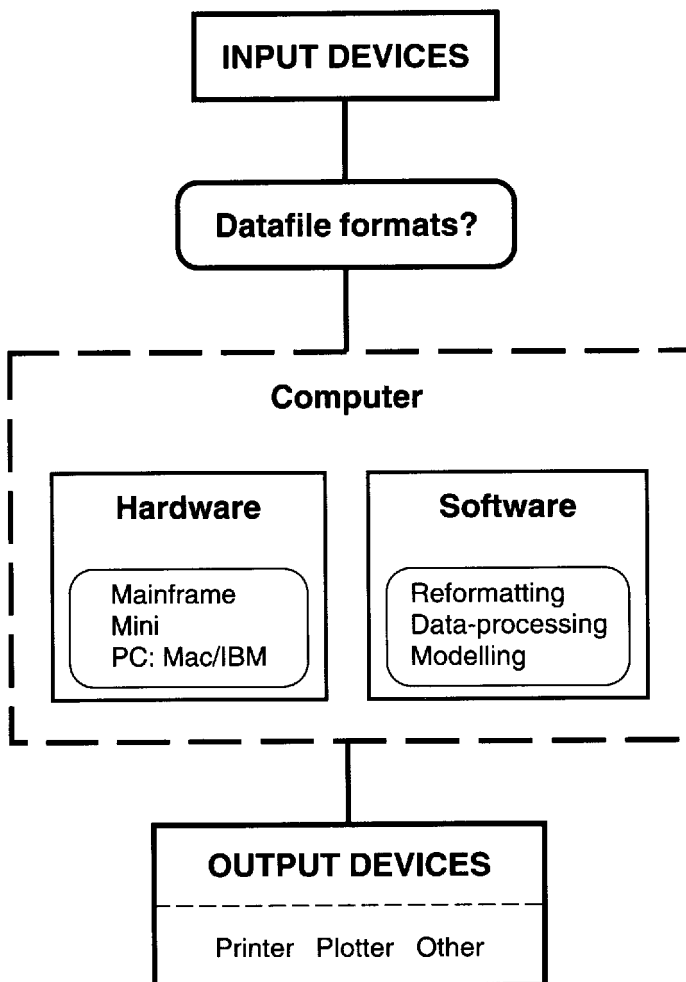 INPUT DEVICES
Datafile formats?
Computer
Hardware
Mainframe
Mini
PC: Mac/IBM
Software
Reformatting
Data-processing
Modelling
OUTPUT DEVICES
Printer Plotter Other